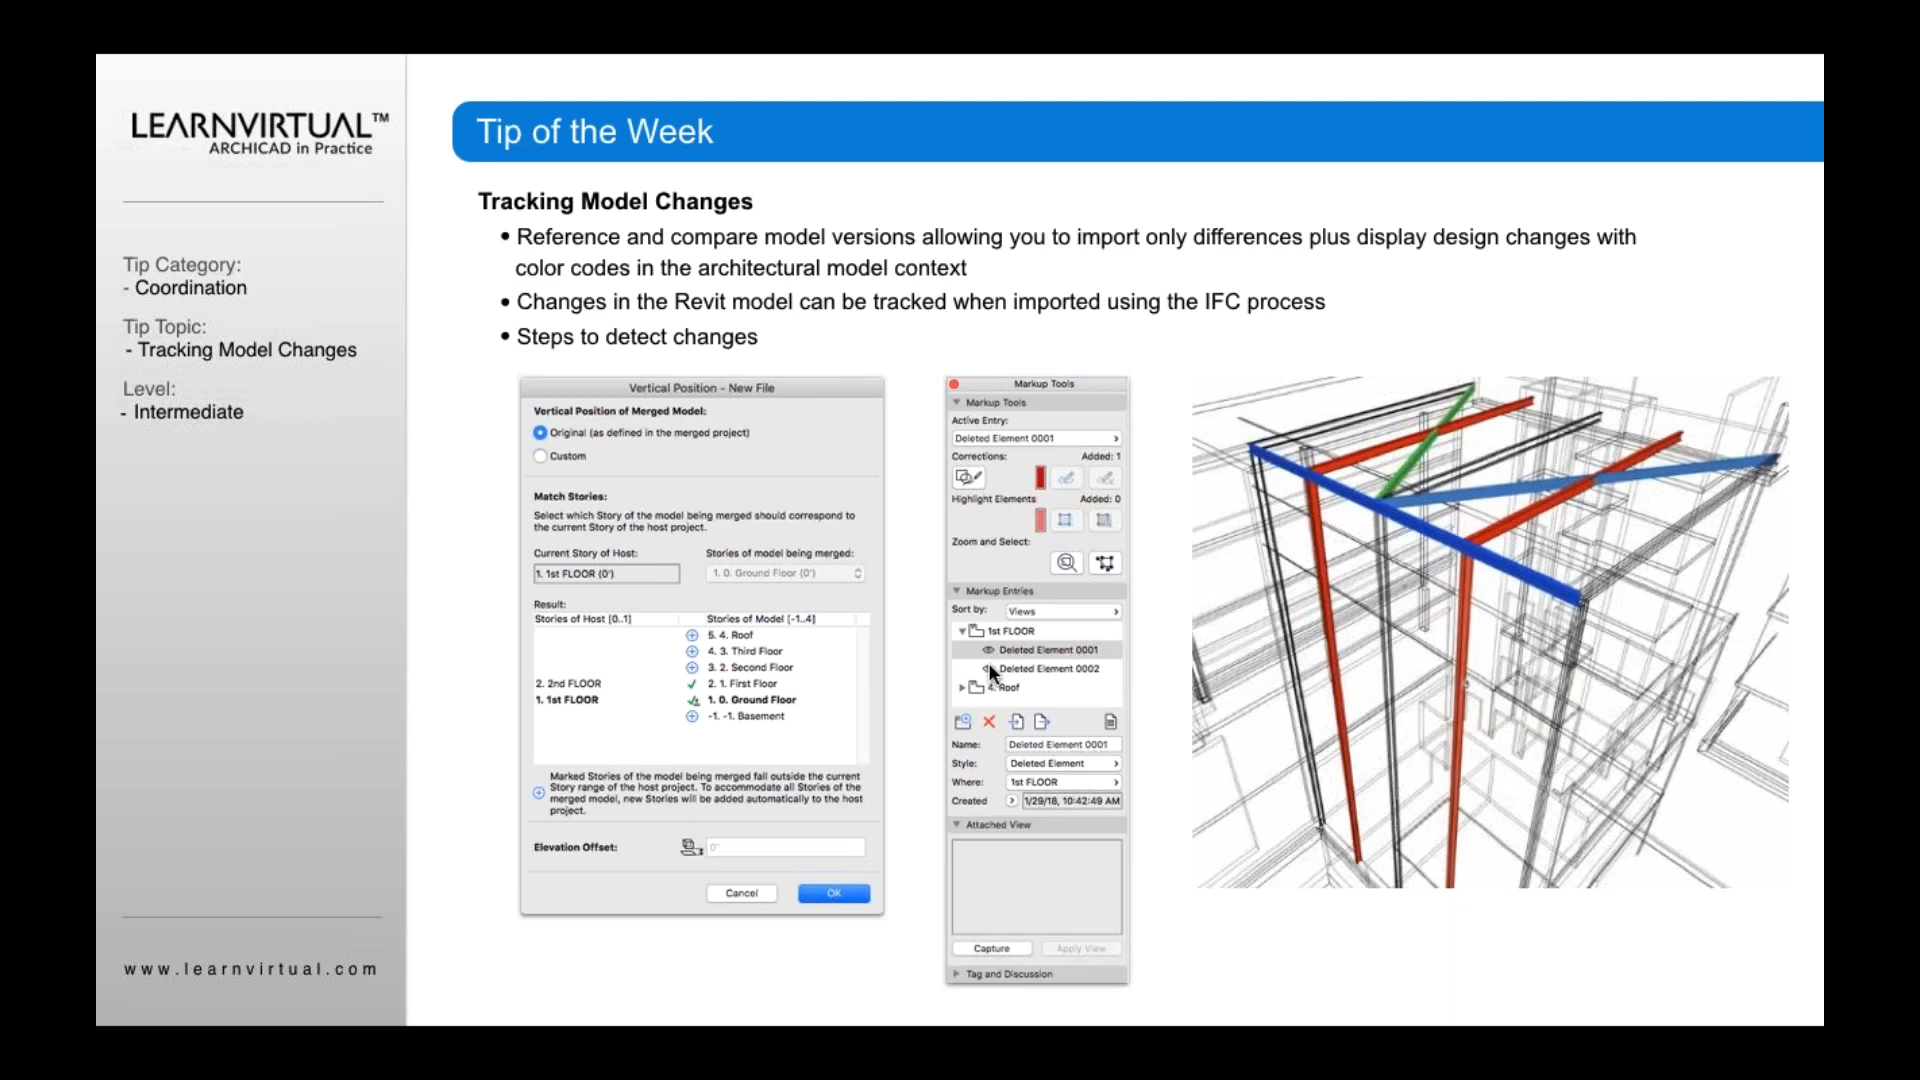 LEARNVIRTUAL™
ARCHICAD in Practice
Tip Category:
- Coordination
Tip Topic:
- Tracking Model Changes
Level:
- Intermediate
www.learnvirtual.com
Tip of the Week
Tracking Model Changes
• Reference and compare model versions allowing you to import only differences plus display design changes with
color codes in the architectural model context
• Changes in the Revit model can be tracked when imported using the IFC process
• Steps to detect changes
Vertical Position - New File
Vertical Position of Merged Model:
Original (as defined in the merged project)
Custom
Match Stories:
Select which Story of the model being merged should correspond to
the current Story of the host project.
Current Story of Host: Stories of model being merged:
1. 1st FLOOR (0') 1. 0. Ground Floor (0')
Result:
Stories of Host [0..1] Stories of Model [-1..4]
5. 4. Roof
4. 3. Third Floor
3. 2. Second Floor
2. 2nd FLOOR 2. 1. First Floor
1. 1st FLOOR 1. 0. Ground Floor
-1. -1. Basement
Marked Stories of the model being merged fall outside the current
Story range of the host project. To accommodate all Stories of the
merged model, new Stories will be added automatically to the host
project.
Elevation Offset: 0"
Cancel OK
Markup Tools
Markup Tools
Active Entry:
Deleted Element 0001
Corrections: Added: 1
Highlight Elements: Added: 0
Zoom and Select:
Markup Entries
Sort by: Views
1st FLOOR
Deleted Element 0001
Deleted Element 0002
4. Roof
Name: Deleted Element 0001
Style: Deleted Element
Where: 1st FLOOR
Created 1/29/18, 10:42:49 AM
Attached View
Capture Apply View
Tag and Discussion